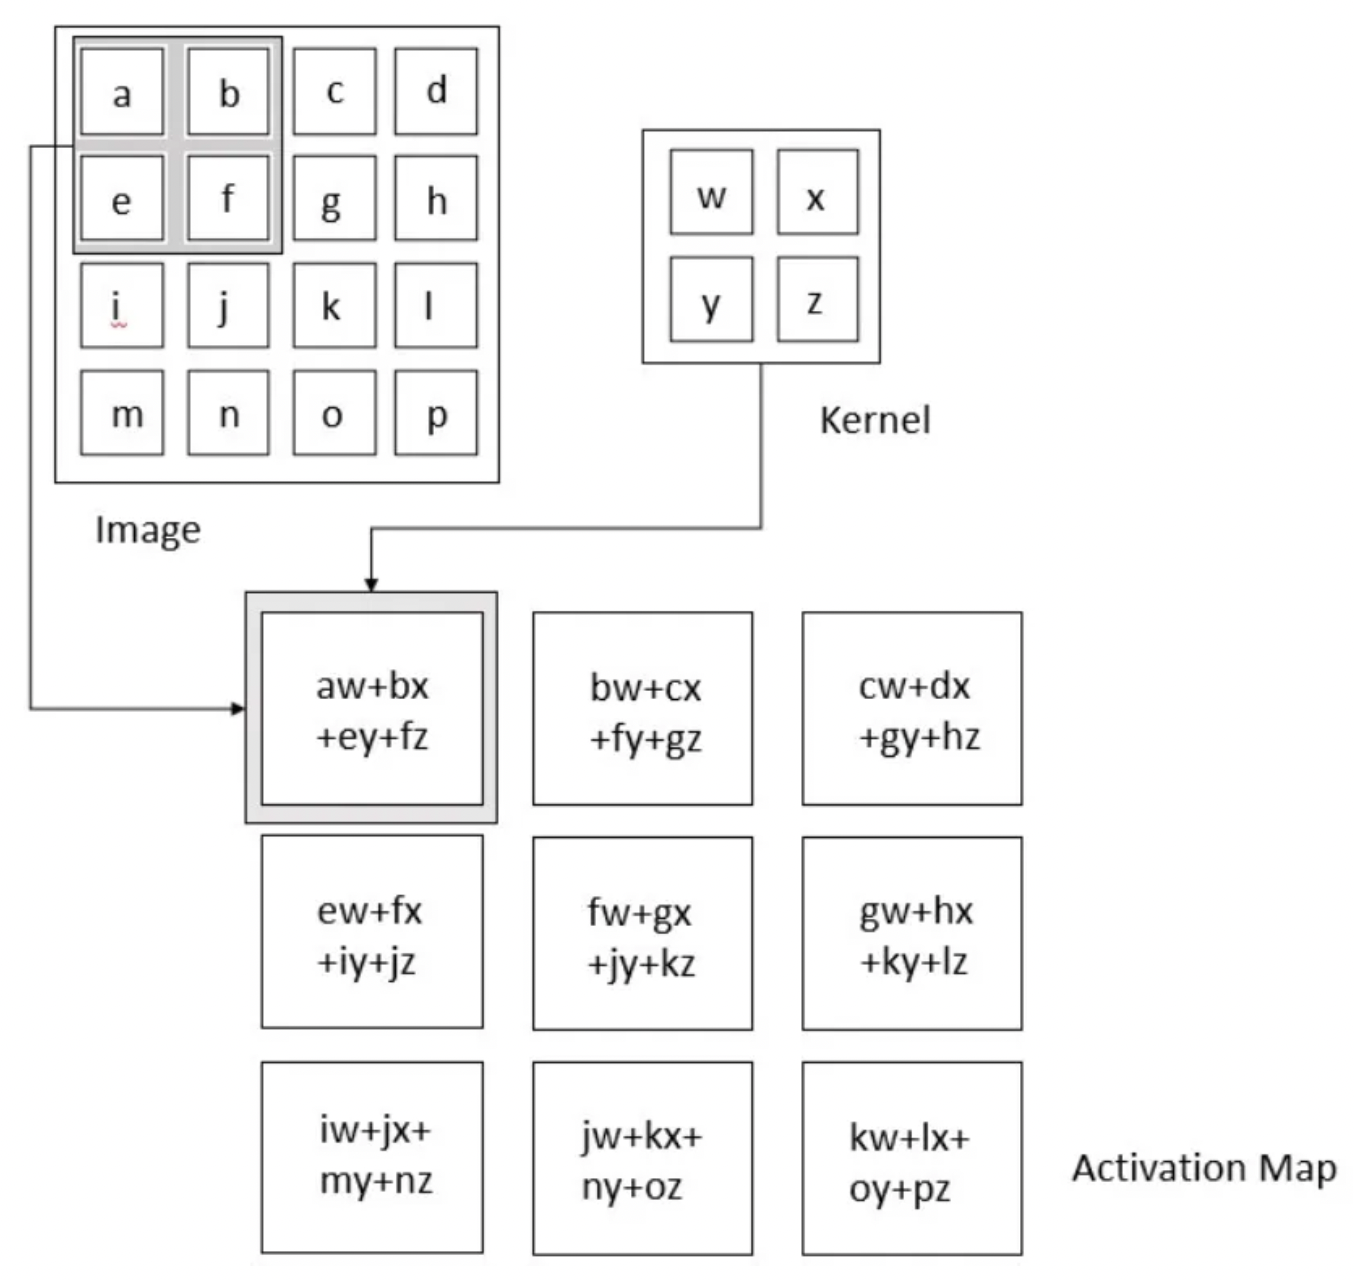 a b c d
w x
e f g h
y z
i j k l
m n o p
Kernel
Image
aw+bx
+ey+fz
bw+cx
+fy+gz
cw+dx
+gy+hz
ew+fx
+iy+jz
fw+gx
+jy+kz
gw+hx
+ky+lz
iw+jx+
my+nz
jw+kx+
ny+oz
kw+lx+
oy+pz
Activation Map